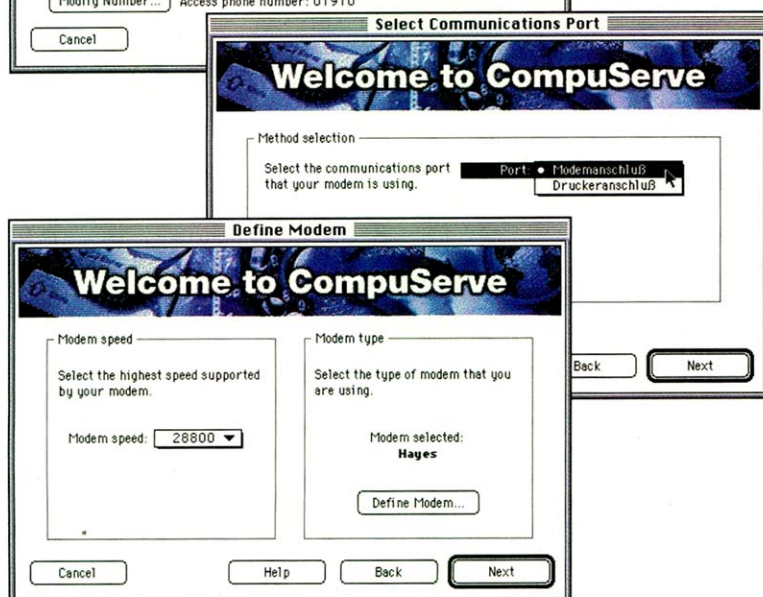 Modify Number... Access phone number: 01910
Cancel
Select Communications Port
Welcome to CompuServe
Method selection
Select the communications port
that your modem is using.
Port: • Modemanschluß
Druckeranschluß
Back Next
Define Modem
Welcome to CompuServe
Modem speed
Select the highest speed supported
by your modem.
Modem speed: 28800
Modem type
Select the type of modem that you
are using.
Modem selected:
Hayes
Define Modem...
Cancel Help Back Next